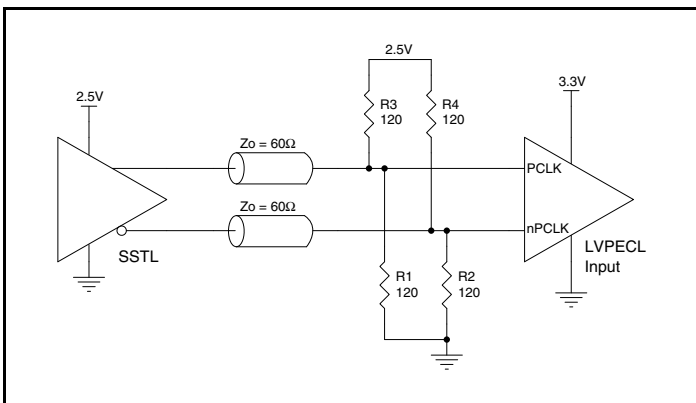 2.5V
2.5V
3.3V
R3
120
R4
120
Zo = 60Ω
PCLK
Zo = 60Ω
nPCLK
SSTL
LVPECL
Input
R1
120
R2
120